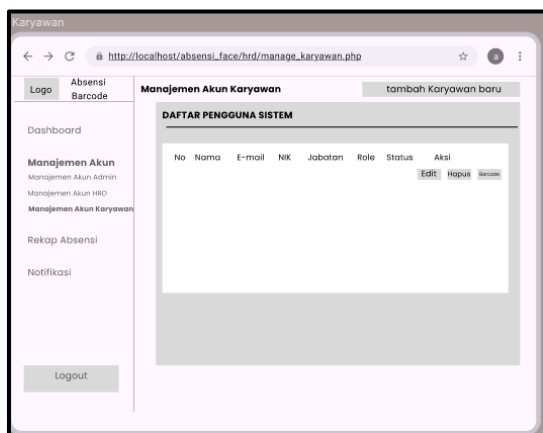 Karyawan
http://localhost/absensi_face/hrd/manage_karyawan.php
a
Logo
Absensi
Barcode
Manajemen Akun Karyawan
tambah Karyawan baru
DAFTAR PENGGUNA SISTEM
Dashboard
Manajemen Akun
Manajemen Akun Admin
Manajemen Akun HRD
Manajemen Akun Karyawan
Rekap Absensi
Notifikasi
Logout
No Nama E-mail NIK Jabatan Role Status Aksi
Edit Hapus Barcode